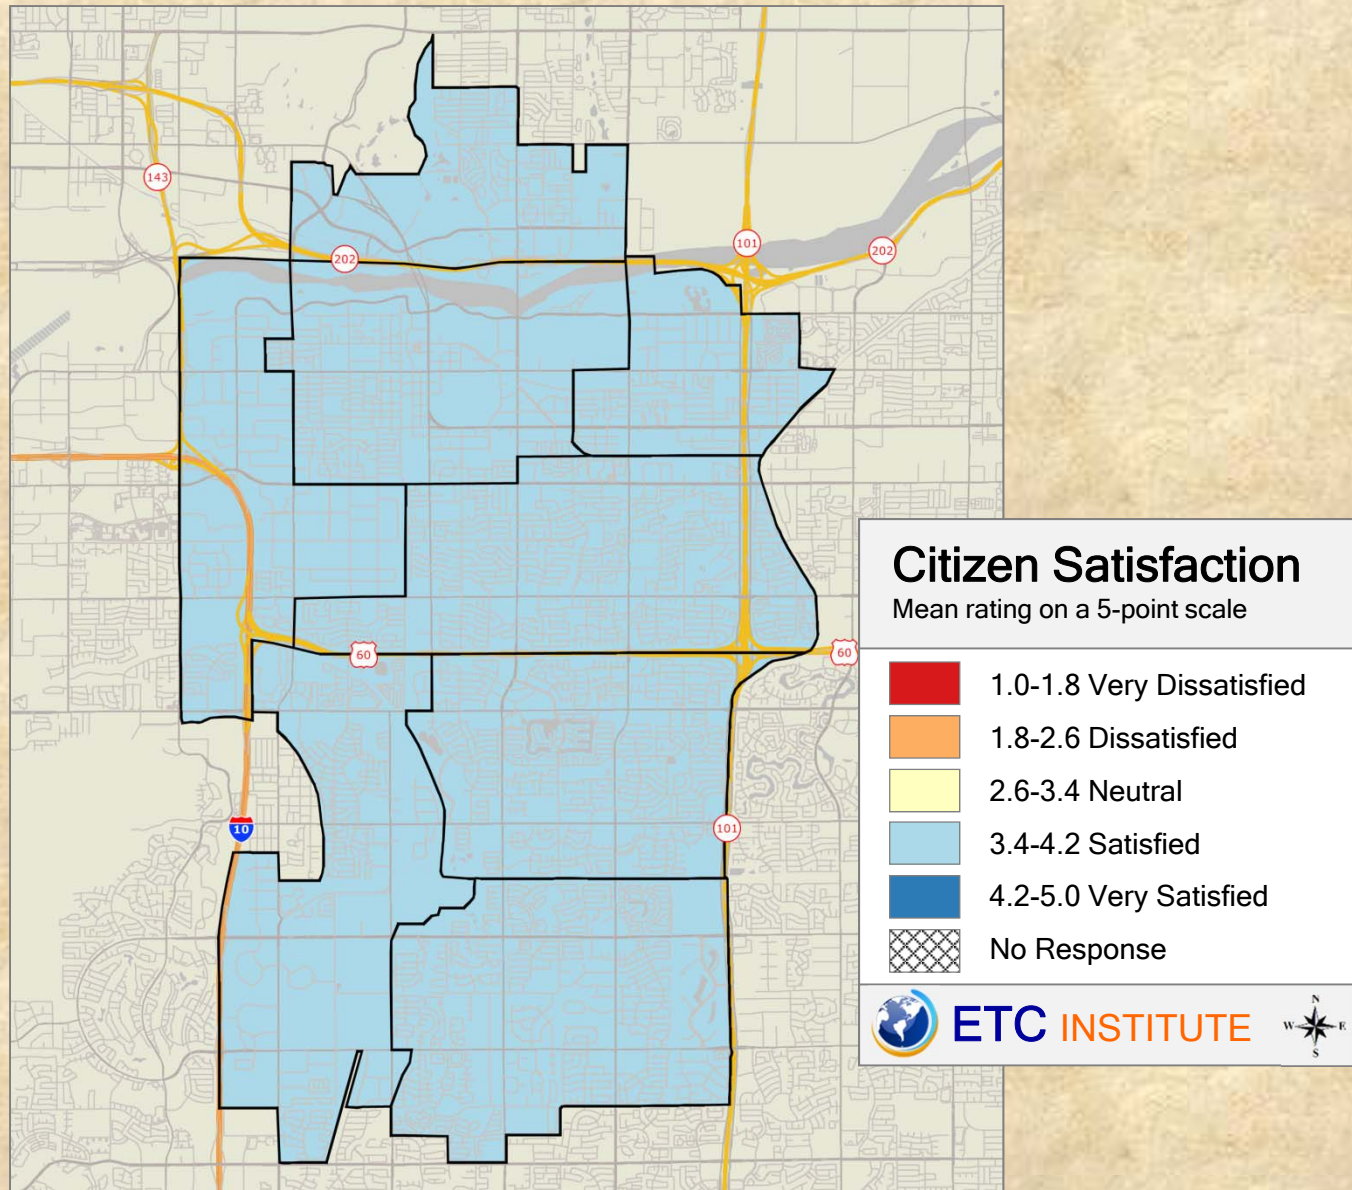 143
202
101
202
Citizen Satisfaction
Mean rating on a 5-point scale
60
60
1.0-1.8 Very Dissatisfied
1.8-2.6 Dissatisfied
2.6-3.4 Neutral
10
101
3.4-4.2 Satisfied
4.2-5.0 Very Satisfied
No Response
ETC INSTITUTE
N
W E
S